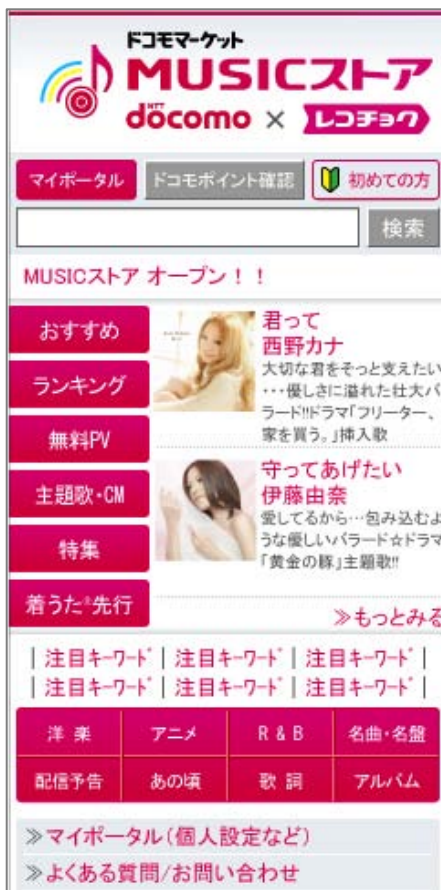 ドコモマーケット
MUSICストア
NTT
döcomo × レコチョク
マイポータル ドコモポイント確認 初めての方
検索
MUSICストア オープン！！
おすすめ
ランキング
無料PV
主題歌・CM
特集
着うた®先行
君って
西野カナ
大切な君をそっと支えたい
・・・優しさに溢れた壮大バ
ラード!!ドラマ「フリーター、
家を買う。」挿入歌
守ってあげたい
伊藤由奈
愛してるから…包み込むよ
うな優しいバラード☆ドラマ
「黄金の豚」主題歌!!
≫もっとみる
| 注目キーワード | 注目キーワード | 注目キーワード |
| 注目キーワード | 注目キーワード | 注目キーワード |
洋楽 アニメ R & B 名曲・名盤
配信予告 あの頃 歌詞 アルバム
≫マイポータル（個人設定など）
≫よくある質問/お問い合わせ